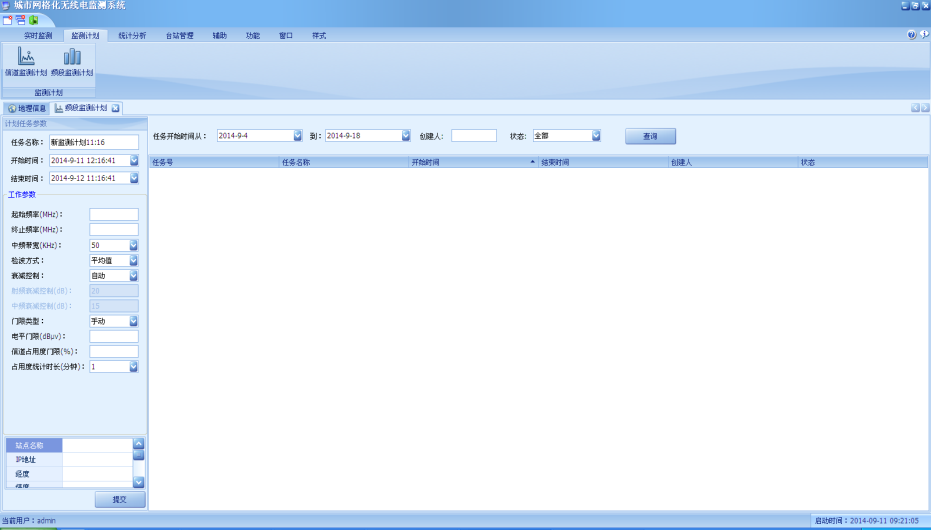 城市网格化无线电监测系统
实时监测 监测计划 统计分析 台站管理 辅助 功能 窗口 样式
信道监测计划 频段监测计划
监测计划
地理信息 频段监测计划
计划任务参数
任务名称： 新监测计划11:16
开始时间： 2014-9-11 12:16:41
结束时间： 2014-9-12 11:16:41
工作参数
起始频率(MHz)：
终止频率(MHz)：
中频带宽(KHz)： 50
检波方式： 平均值
衰减控制： 自动
射频衰减控制(dB)： 20
中频衰减控制(dB)： 15
门限类型： 手动
电平门限(dBμv)：
信道占用度门限(%)：
占用度统计时长(分钟)： 1
站点名称
IP地址
经度
纬度
提交
任务开始时间从： 2014-9-4 到： 2014-9-18 创建人: 状态: 全部 查询
任务号 任务名称 开始时间 结束时间 创建人 状态
当前用户：admin
启动时间：2014-09-11 09:21:05